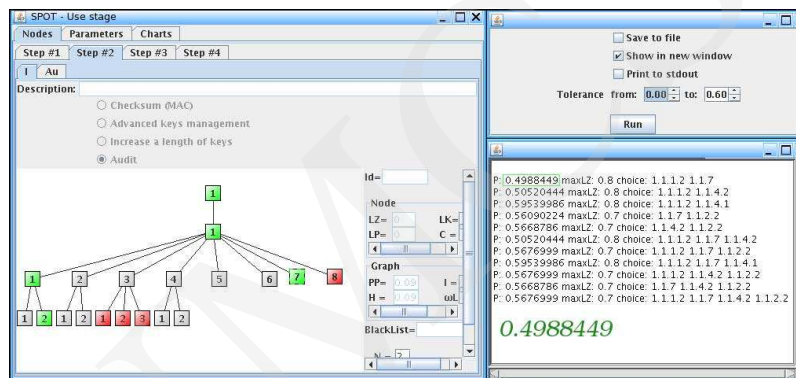 SPOT - Use stage
Nodes Parameters Charts
Step #1 Step #2 Step #3 Step #4
I Au
Description:
Checksum (MAC)
Advanced keys management
Increase a length of keys
Audit
1
1
1 2 3 4 5 6 7 8
1 2 1 2 1 2 3 1 2
Id=
Node
LZ= 0 LK=
LP= 0 C =
Graph
PP= 0.09 I =
H = 0.09 ωL
BlackList=
N = 2
Save to file
Show in new window
Print to stdout
Tolerance from: 0.00 to: 0.60
Run
P: 0.4988449 maxLZ: 0.8 choice: 1.1.1.2 1.1.7
P: 0.50520444 maxLZ: 0.8 choice: 1.1.1.2 1.1.4.2
P: 0.59539986 maxLZ: 0.8 choice: 1.1.1.2 1.1.4.1
P: 0.56090224 maxLZ: 0.7 choice: 1.1.7 1.1.2.2
P: 0.5668786 maxLZ: 0.7 choice: 1.1.4.2 1.1.2.2
P: 0.50520444 maxLZ: 0.8 choice: 1.1.1.2 1.1.7 1.1.4.2
P: 0.5676999 maxLZ: 0.7 choice: 1.1.1.2 1.1.7 1.1.2.2
P: 0.59539986 maxLZ: 0.8 choice: 1.1.1.2 1.1.7 1.1.4.1
P: 0.5676999 maxLZ: 0.7 choice: 1.1.1.2 1.1.4.2 1.1.2.2
P: 0.5668786 maxLZ: 0.7 choice: 1.1.7 1.1.4.2 1.1.2.2
P: 0.5676999 maxLZ: 0.7 choice: 1.1.1.2 1.1.7 1.1.4.2 1.1.2.2
0.4988449